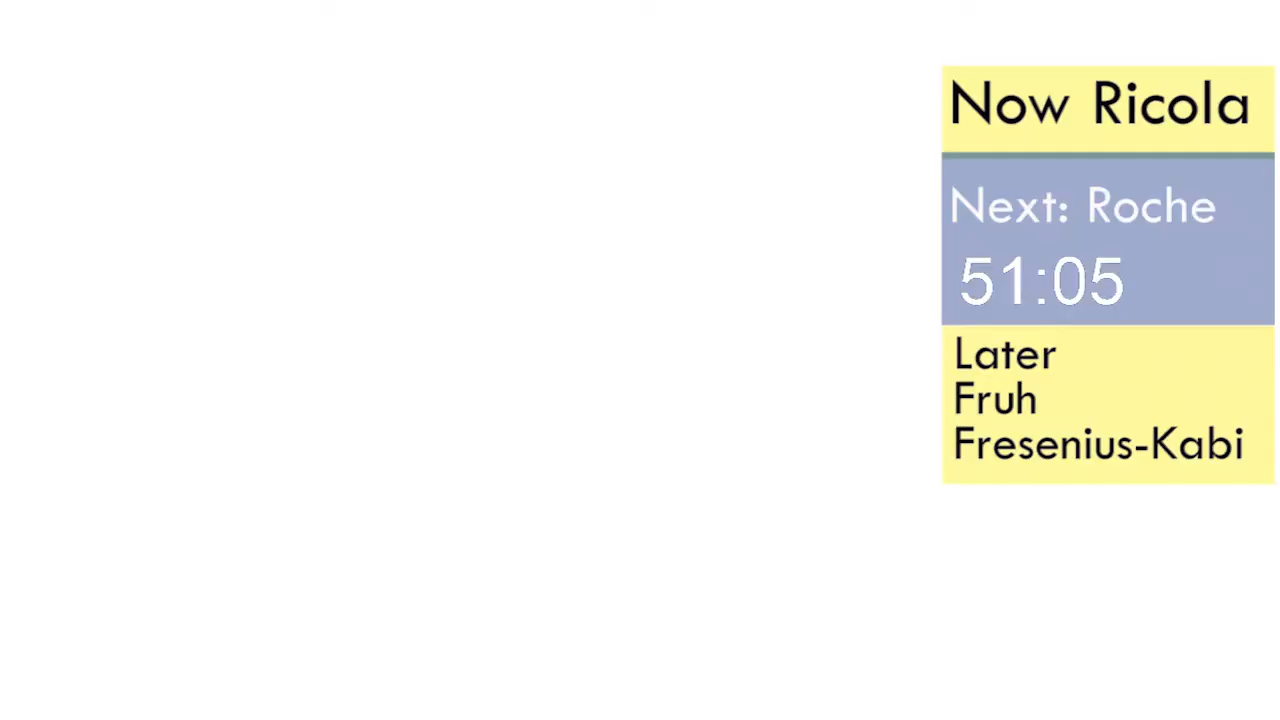 Now Ricola
Next: Roche
51:05
Later
Fruh
Fresenius-Kabi